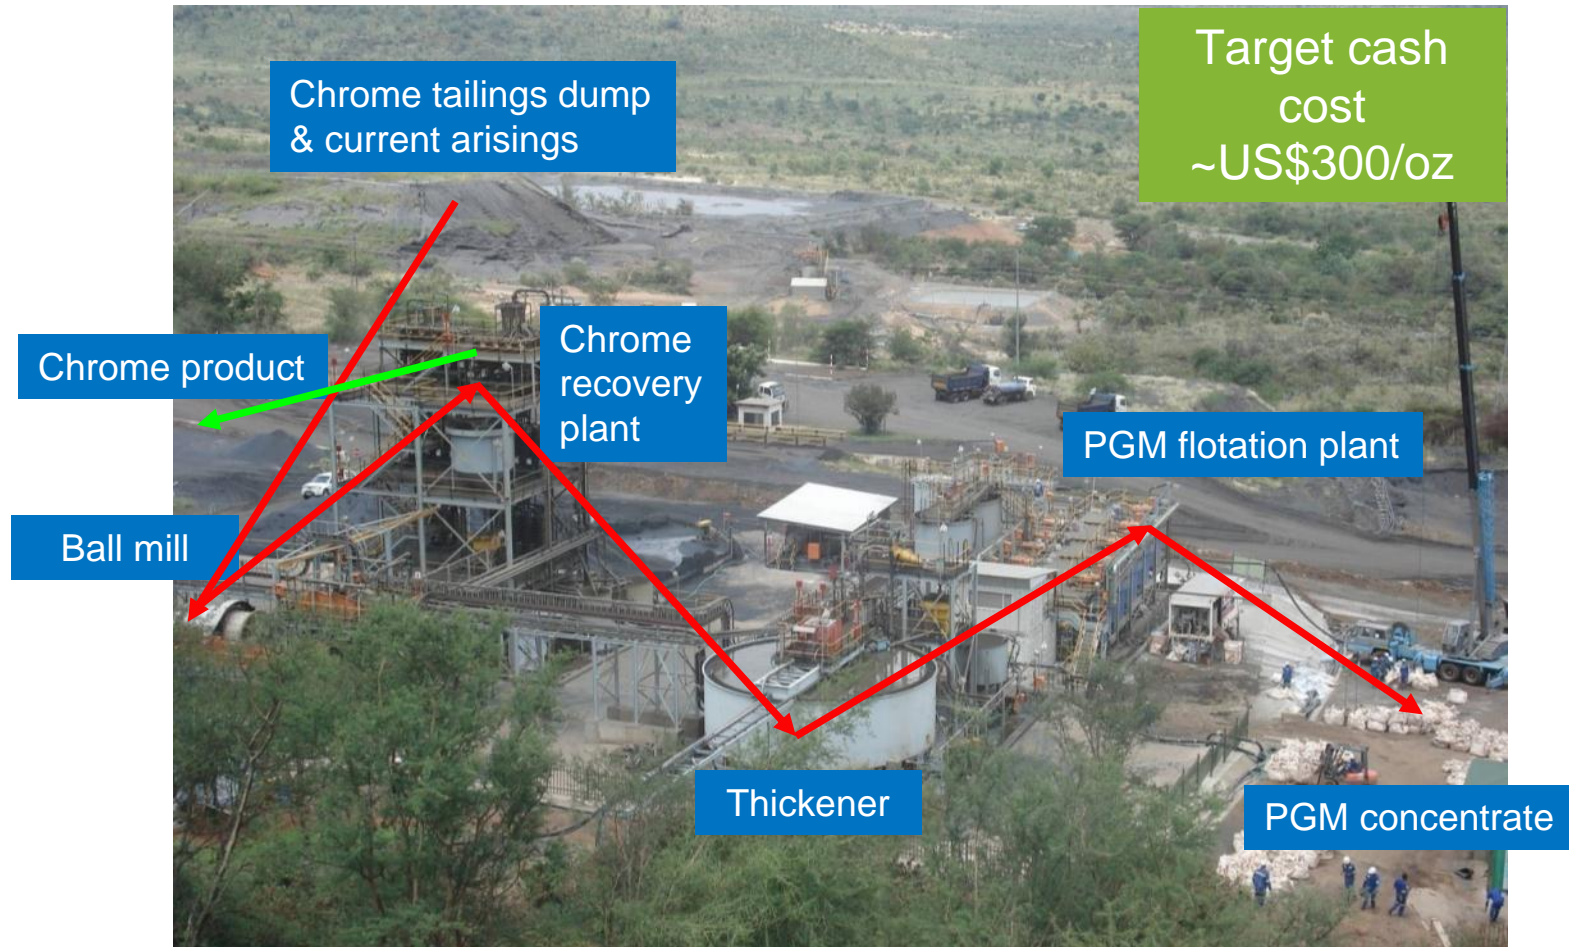 Target cash
cost
~US$300/oz
Chrome tailings dump
& current arisings
Chrome product
Chrome
recovery
plant
PGM flotation plant
Ball mill
Thickener
PGM concentrate